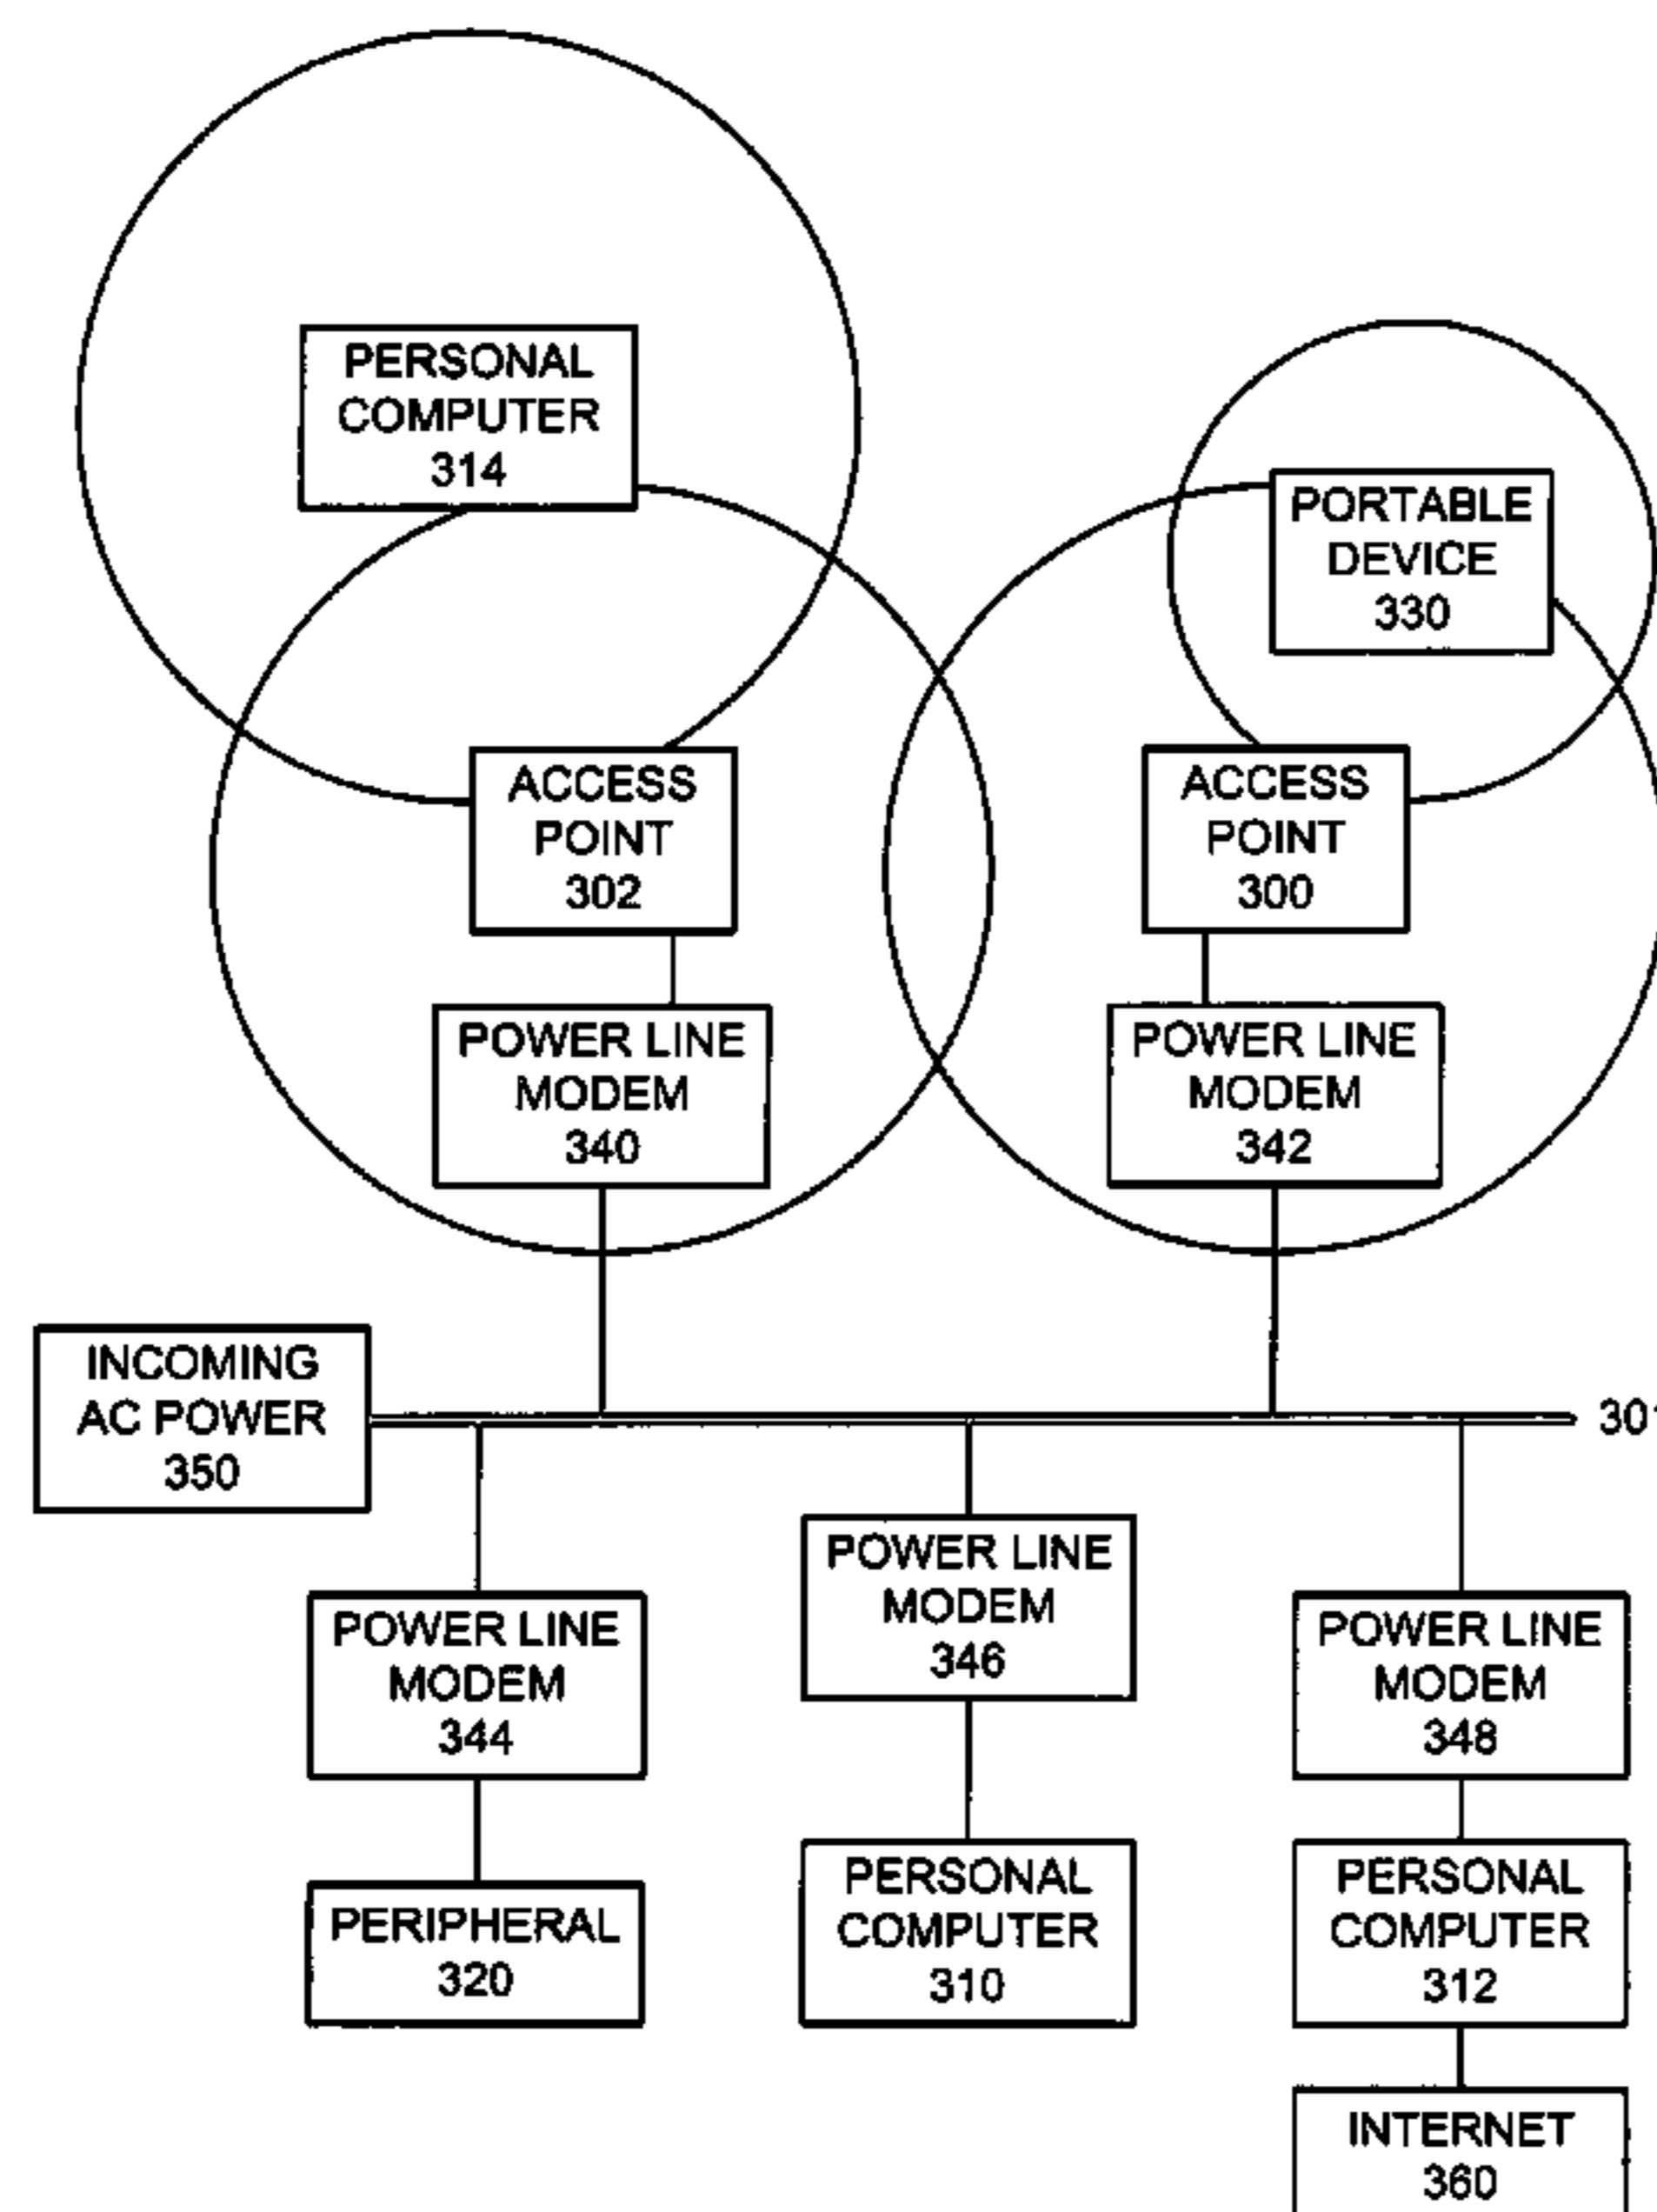 PERSONAL
COMPUTER
314
PORTABLE
DEVICE
330
ACCESS
POINT
302
ACCESS
POINT
300
POWER LINE
MODEM
340
POWER LINE
MODEM
342
INCOMING
AC POWER
350
301
POWER LINE
MODEM
344
POWER LINE
MODEM
346
POWER LINE
MODEM
348
PERIPHERAL
320
PERSONAL
COMPUTER
310
PERSONAL
COMPUTER
312
INTERNET
360